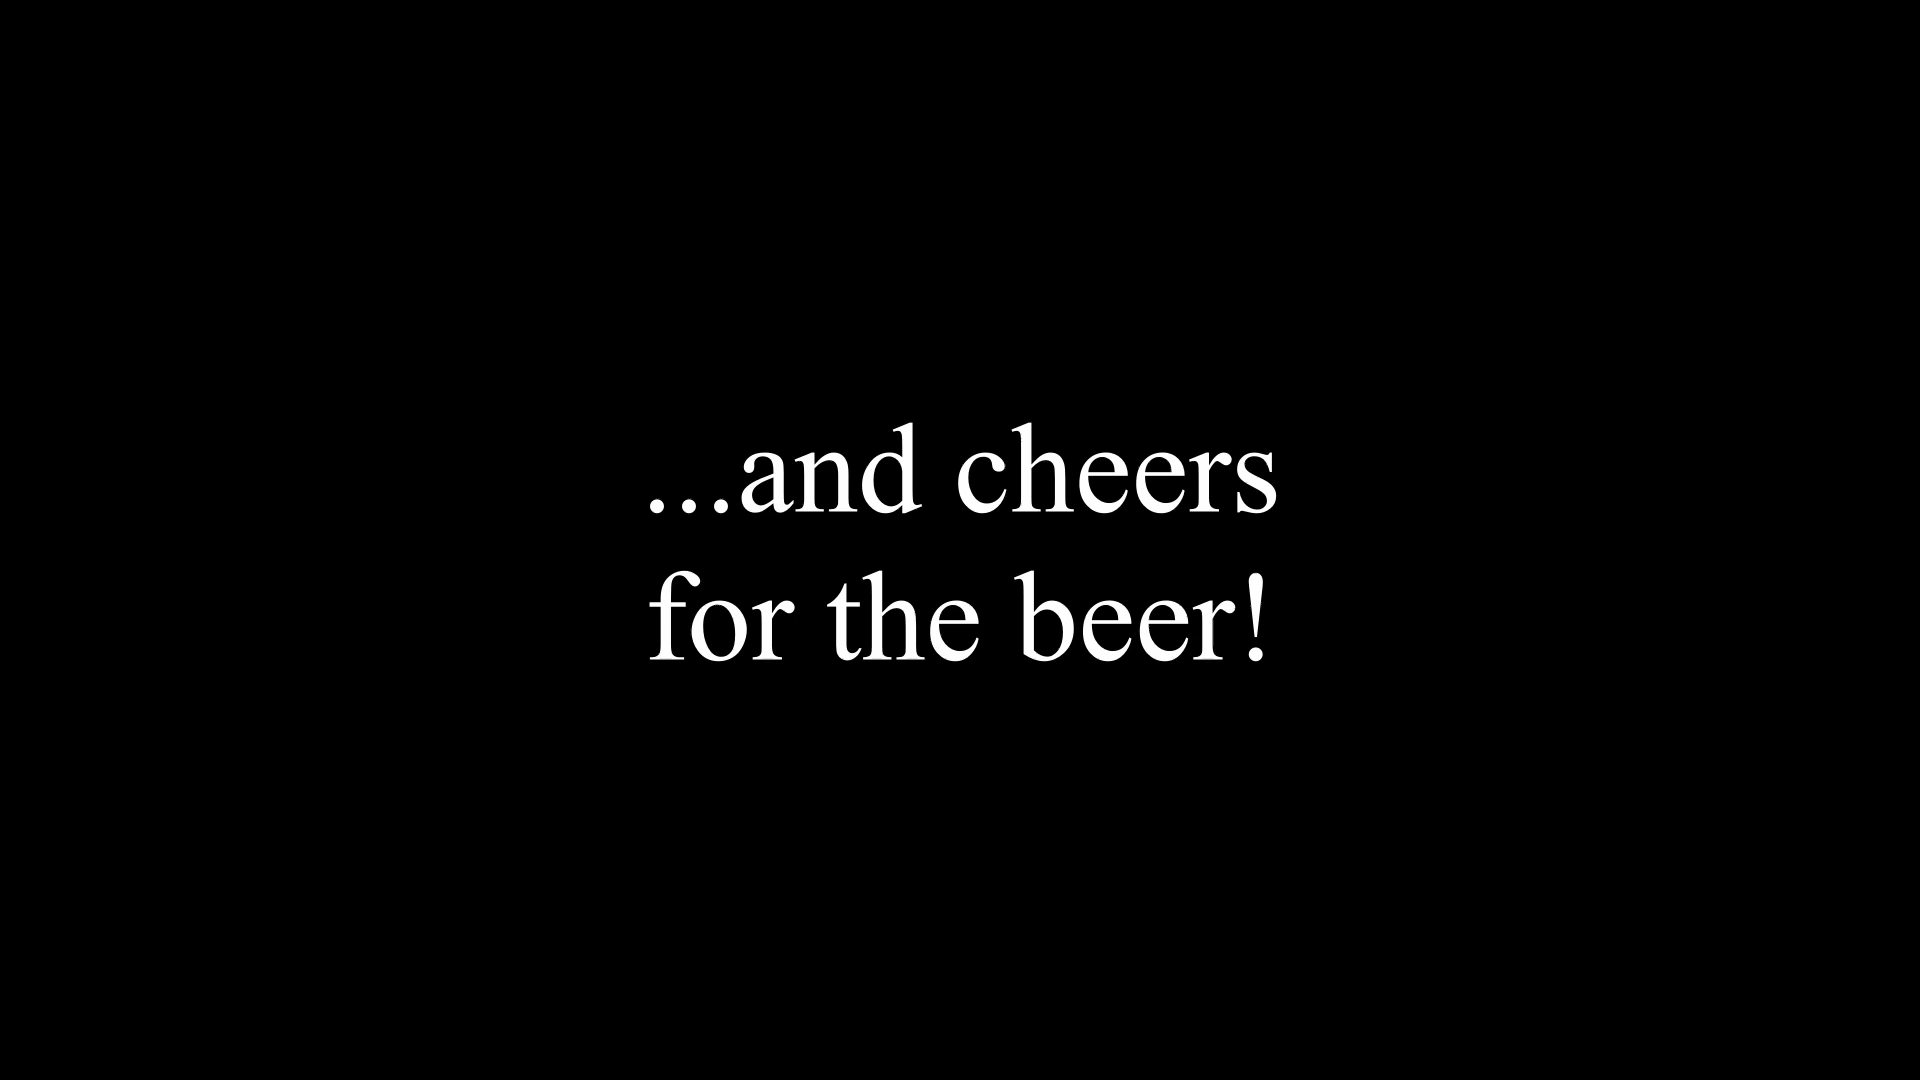 ...and cheers
for the beer!